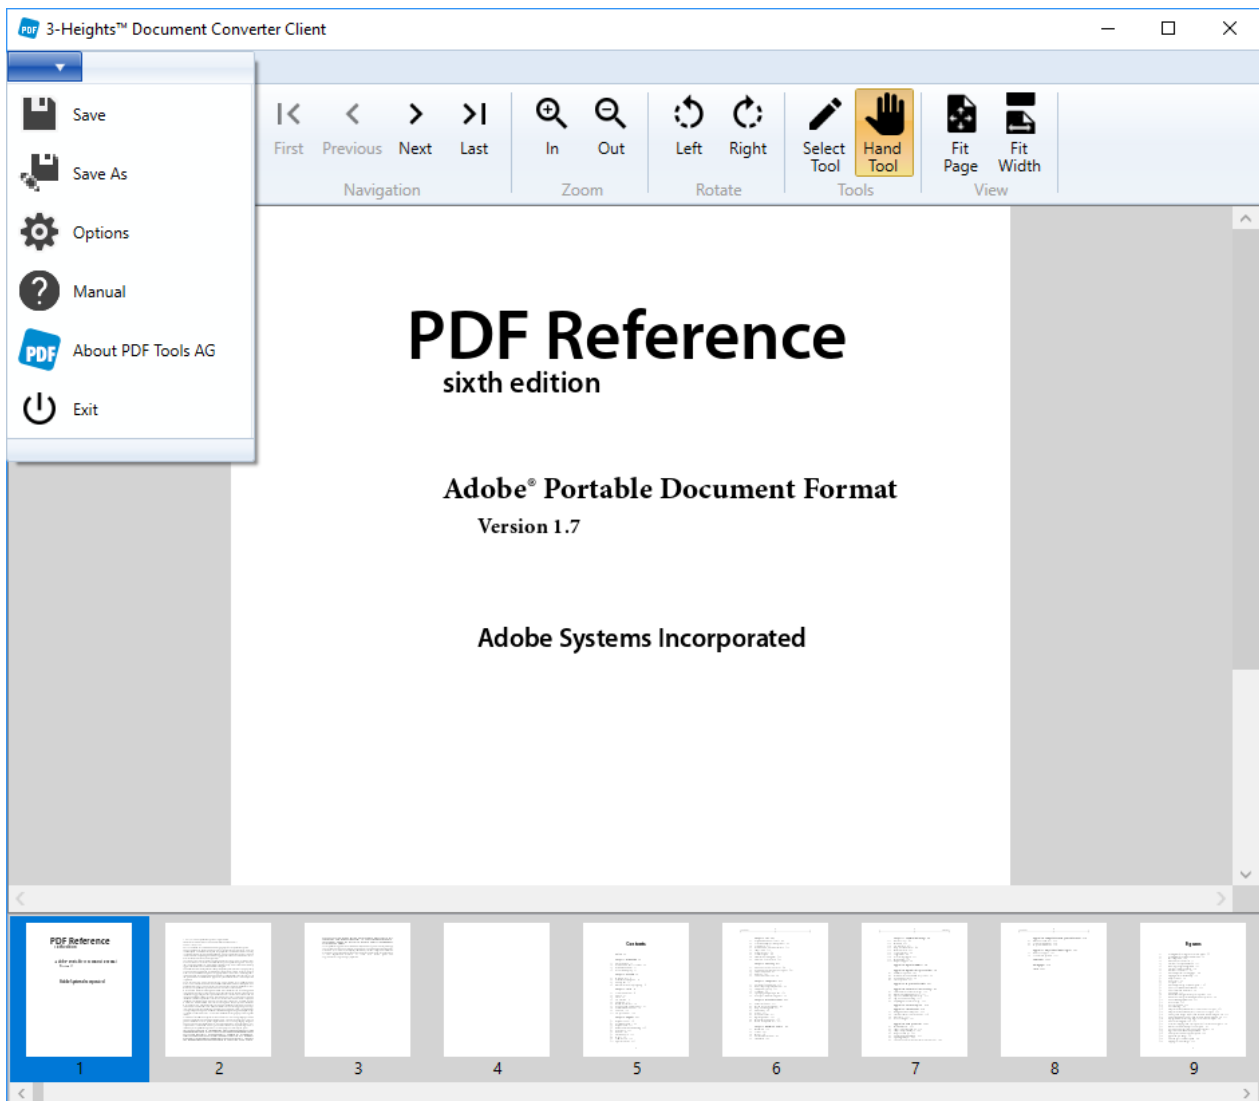 PDF 3-Heights™ Document Converter Client
Save
Save As
Options
Manual
PDF About PDF Tools AG
Exit
First Previous Next Last
Navigation
In Out
Zoom
Left Right
Rotate
Select Tool Hand Tool
Tools
Fit Page Fit Width
View
PDF Reference
sixth edition
Adobe® Portable Document Format
Version 1.7
Adobe Systems Incorporated
PDF Reference
Contents
Figures
1 2 3 4 5 6 7 8 9